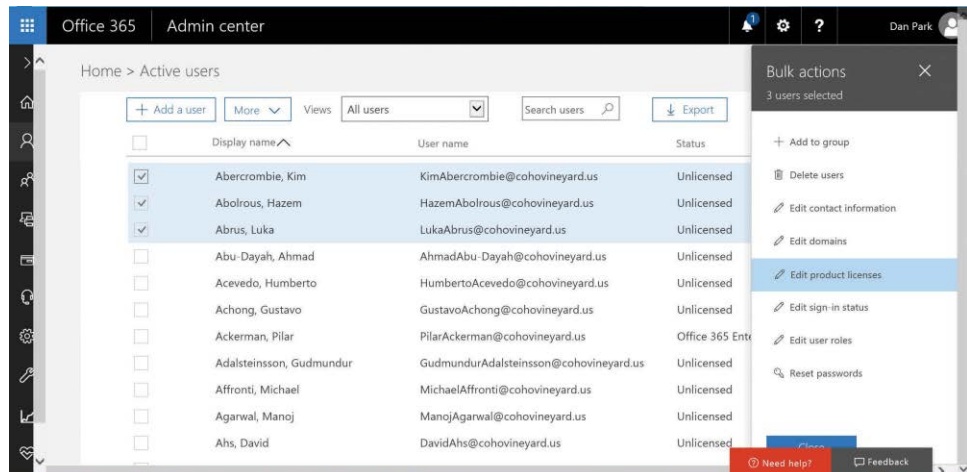 Office 365 Admin center
1
?
Dan Park
Home > Active users
+ Add a user
More
Views
All users
Search users
Export
Display name User name Status
Abercrombie, Kim KimAbercrombie@cohovineyard.us Unlicensed
Abolrous, Hazem HazemAbolrous@cohovineyard.us Unlicensed
Abrus, Luka LukaAbrus@cohovineyard.us Unlicensed
Abu-Dayah, Ahmad AhmadAbu-Dayah@cohovineyard.us Unlicensed
Acevedo, Humberto HumbertoAcevedo@cohovineyard.us Unlicensed
Achong, Gustavo GustavoAchong@cohovineyard.us Unlicensed
Ackerman, Pilar PilarAckerman@cohovineyard.us Office 365 Ente
Adalsteinsson, Gudmundur GudmundurAdalsteinsson@cohovineyard.us Unlicensed
Affronti, Michael MichaelAffronti@cohovineyard.us Unlicensed
Agarwal, Manoj ManojAgarwal@cohovineyard.us Unlicensed
Ahs, David DavidAhs@cohovineyard.us Unlicensed
Bulk actions
3 users selected
+ Add to group
Delete users
Edit contact information
Edit domains
Edit product licenses
Edit sign-in status
Edit user roles
Reset passwords
Close
Need help?
Feedback